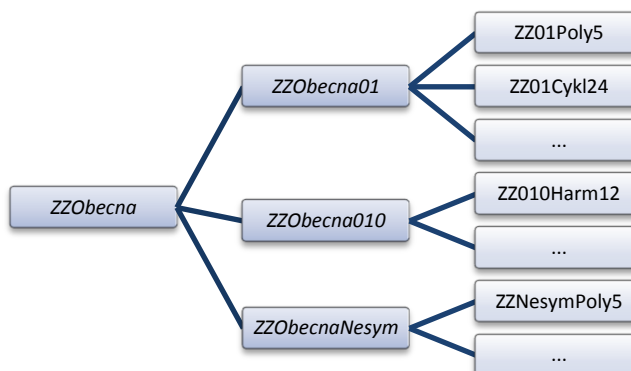 ZZObecna
ZZObecna01
ZZ01Poly5
ZZ01Cykl24
...
ZZObecna010
ZZ010Harm12
...
ZZObecnaNesym
ZZNesymPoly5
...